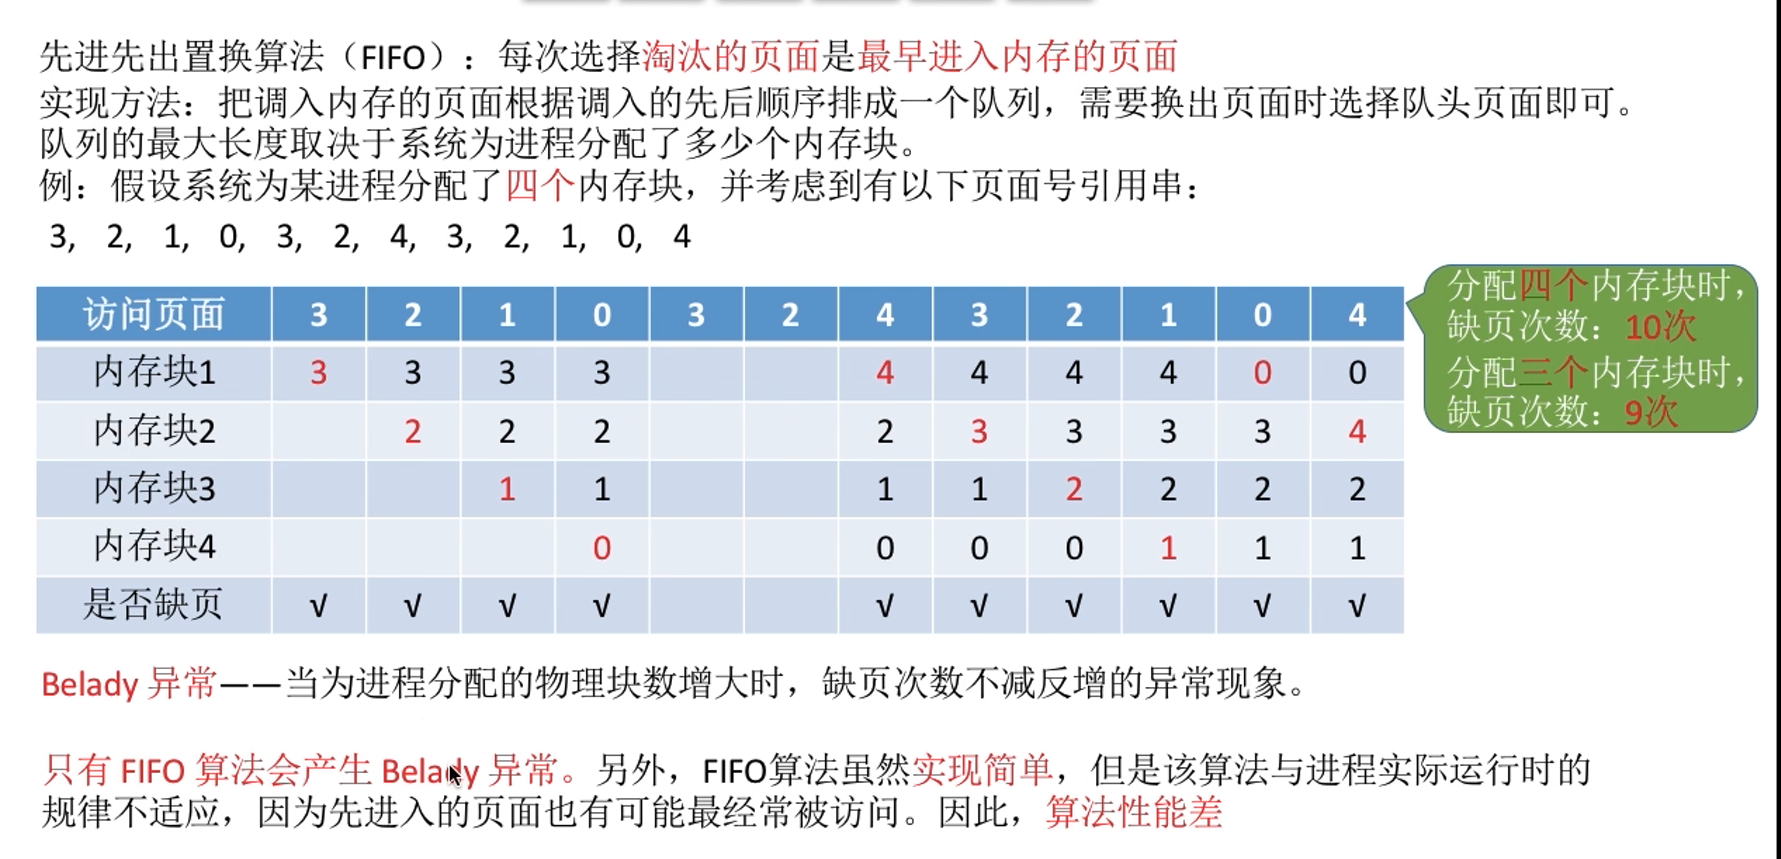 先进先出置换算法（FIFO）：每次选择淘汰的页面是最早进入内存的页面
实现方法：把调入内存的页面根据调入的先后顺序排成一个队列，需要换出页面时选择队头页面即可。
队列的最大长度取决于系统为进程分配了多少个内存块。
例：假设系统为某进程分配了四个内存块，并考虑到有以下页面号引用串：
3, 2, 1, 0, 3, 2, 4, 3, 2, 1, 0, 4
访问页面 3 2 1 0 3 2 4 3 2 1 0 4
内存块1 3 3 3 3 4 4 4 4 0 0
内存块2 2 2 2 2 3 3 3 3 4
内存块3 1 1 1 1 2 2 2 2
内存块4 0 0 0 0 1 1 1
是否缺页 √ √ √ √ √ √ √ √ √ √
分配四个内存块时，
缺页次数：10次
分配三个内存块时，
缺页次数：9次
Belady 异常——当为进程分配的物理块数增大时，缺页次数不减反增的异常现象。
只有 FIFO 算法会产生 Belady 异常。另外，FIFO算法虽然实现简单，但是该算法与进程实际运行时的
规律不适应，因为先进入的页面也有可能最经常被访问。因此，算法性能差